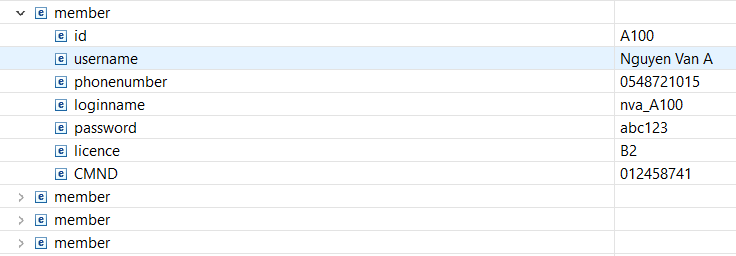 member
id A100
username Nguyen Van A
phonenumber 0548721015
loginname nva_A100
password abc123
licence B2
CMND 012458741
member
member
member